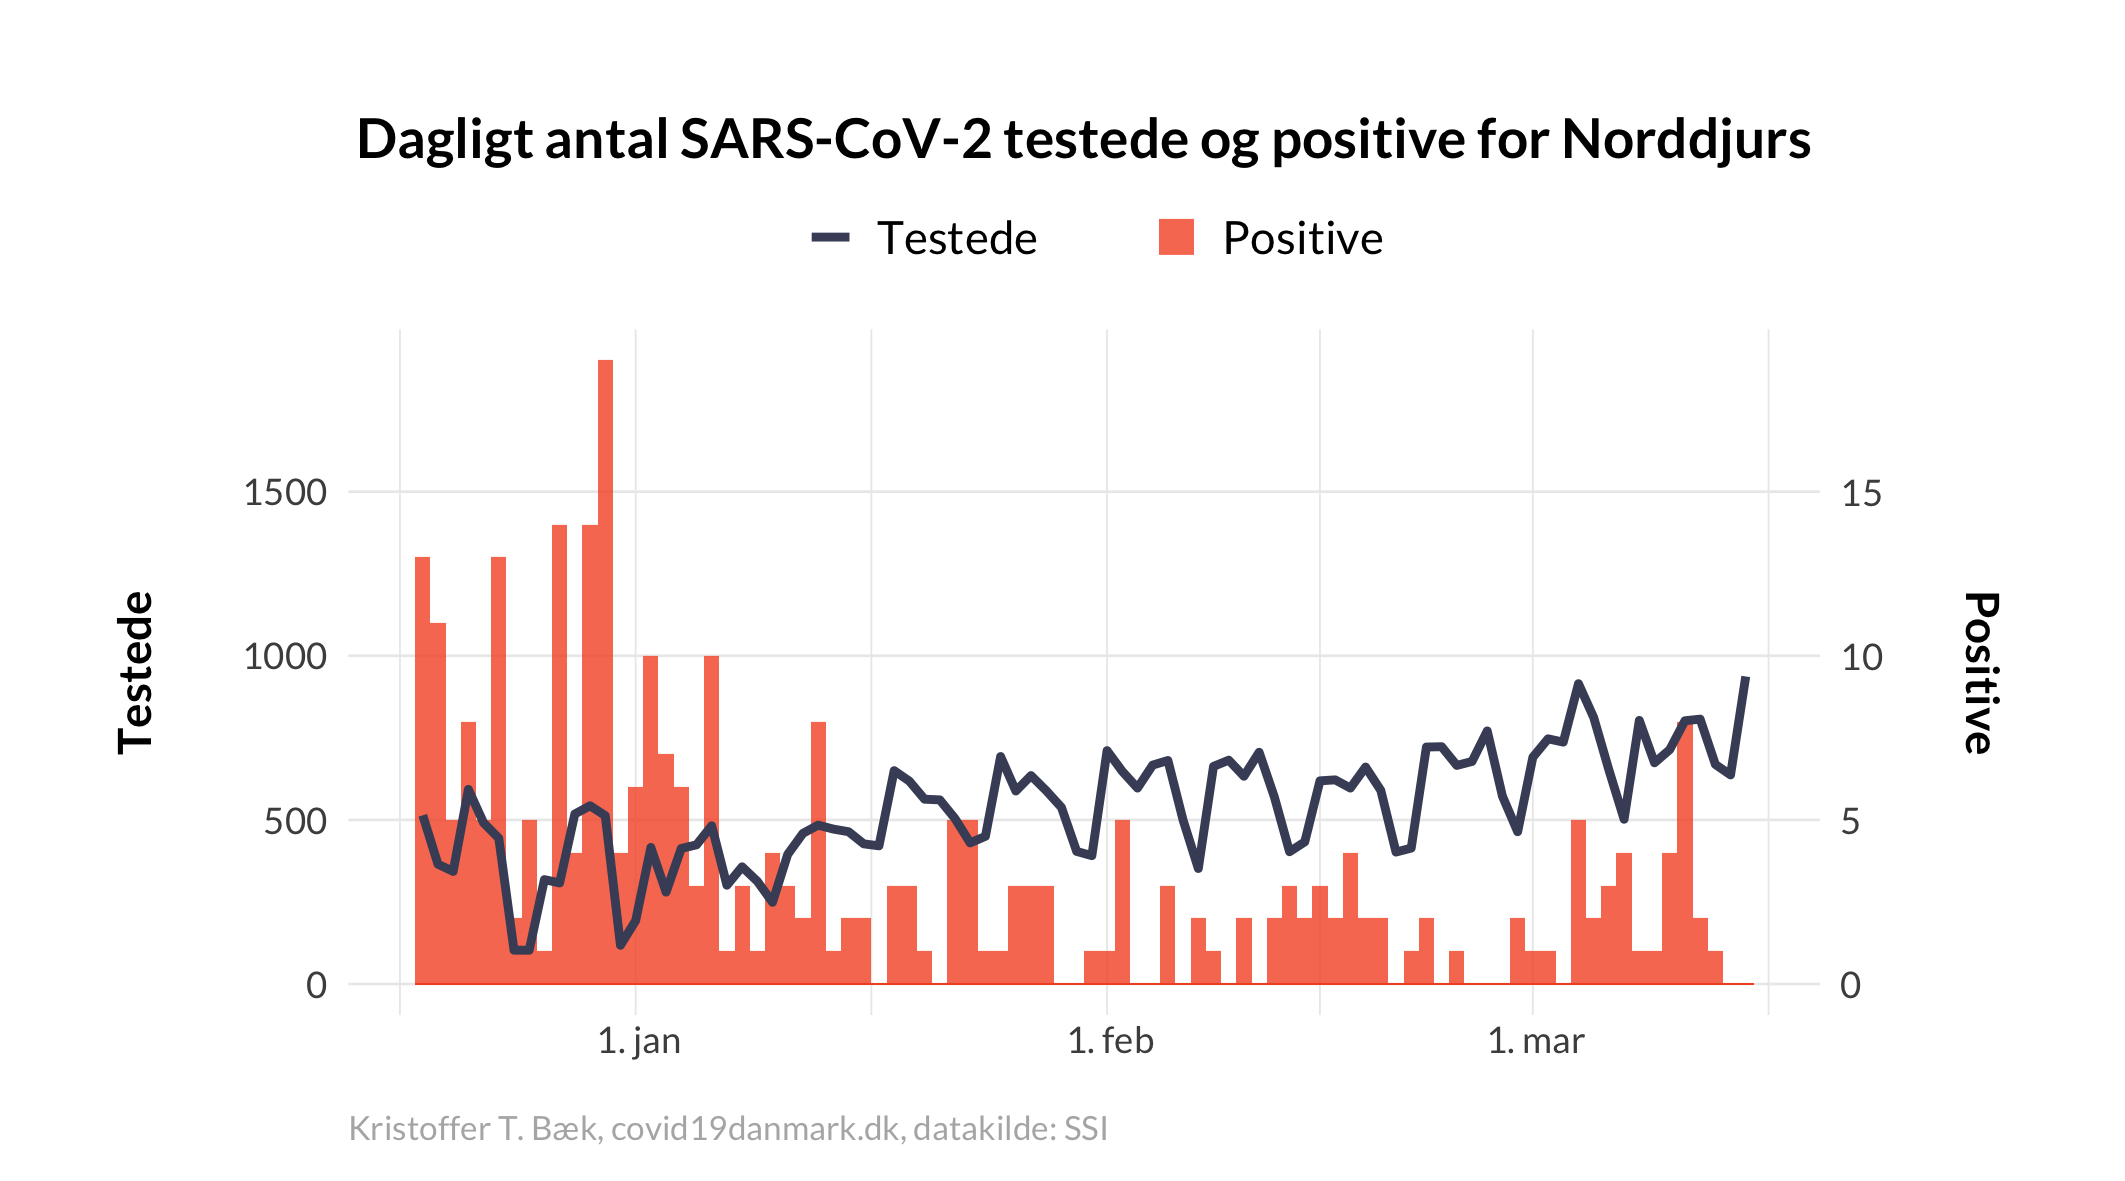 Dagligt antal SARS-CoV-2 testede og positive for Norddjurs
Testede
Positive
Testede
1500
1000
500
0
15
10
5
0
Positive
1. jan
1. feb
1. mar
Kristoffer T. Bæk, covid19danmark.dk, datakilde: SSI